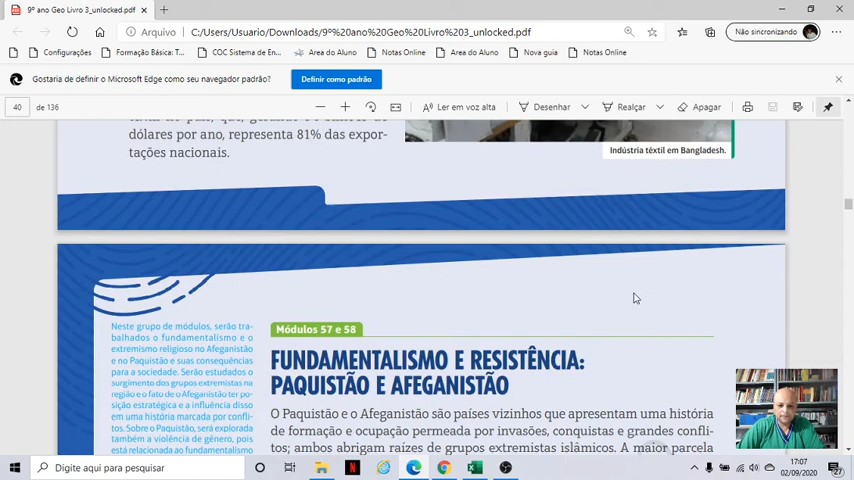 9º ano Geo Livro 3_unlocked.pdf
Arquivo
C:/Users/Usuario/Downloads/9º%20ano%20Geo%20Livro%203_unlocked.pdf
Não sincronizando
Configurações
Formação Básica: T...
COC Sistema de En...
Area do Aluno
Notas Online
Area do Aluno
Nova guia
Notas Online
Gostaria de definir o Microsoft Edge como seu navegador padrão?
Definir como padrão
40 de 136
Ler em voz alta
Desenhar
Realçar
Apagar
dólares por ano, representa 81% das expor-
tações nacionais.
Indústria têxtil em Bangladesh.
Neste grupo de módulos, serão tra-
balhados o fundamentalismo e o
extremismo religioso no Afeganistão
e no Paquistão e suas consequências
para a sociedade. Serão estudados o
surgimento dos grupos extremistas na
região e o fato de o Afeganistão ter po-
sição estratégica e a influência disso
em uma história marcada por confli-
tos. Sobre o Paquistão, será explorada
também a violência de gênero, pois
está relacionada ao fundamentalismo
Módulos 57 e 58
FUNDAMENTALISMO E RESISTÊNCIA:
PAQUISTÃO E AFEGANISTÃO
O Paquistão e o Afeganistão são países vizinhos que apresentam uma história
de formação e ocupação permeada por invasões, conquistas e grandes confli-
tos; ambos abrigam raízes de grupos extremistas islâmicos. A maior parcela
Digite aqui para pesquisar
17:07
02/09/2020
27